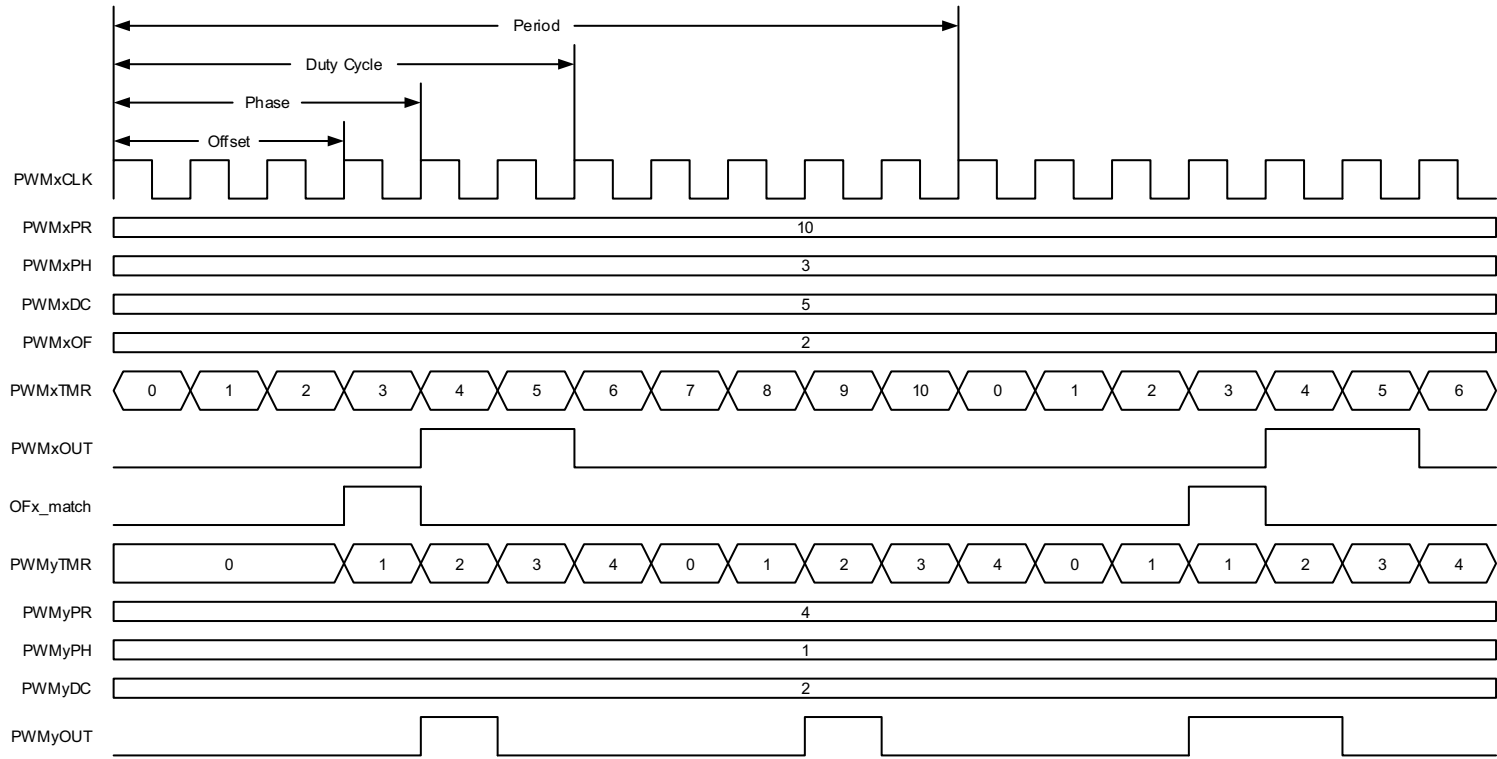 Period
Duty Cycle
Phase
Offset
PWMxCLK
PWMxPR 10
PWMxPH 3
PWMxDC 5
PWMxOF 2
PWMxTMR 0 1 2 3 4 5 6 7 8 9 10 0 1 2 3 4 5 6
PWMxOUT
OFx_match
PWMyTMR 0 1 2 3 4 0 1 2 3 4 0 1 1 2 3 4
PWMyPR 4
PWMyPH 1
PWMyDC 2
PWMyOUT